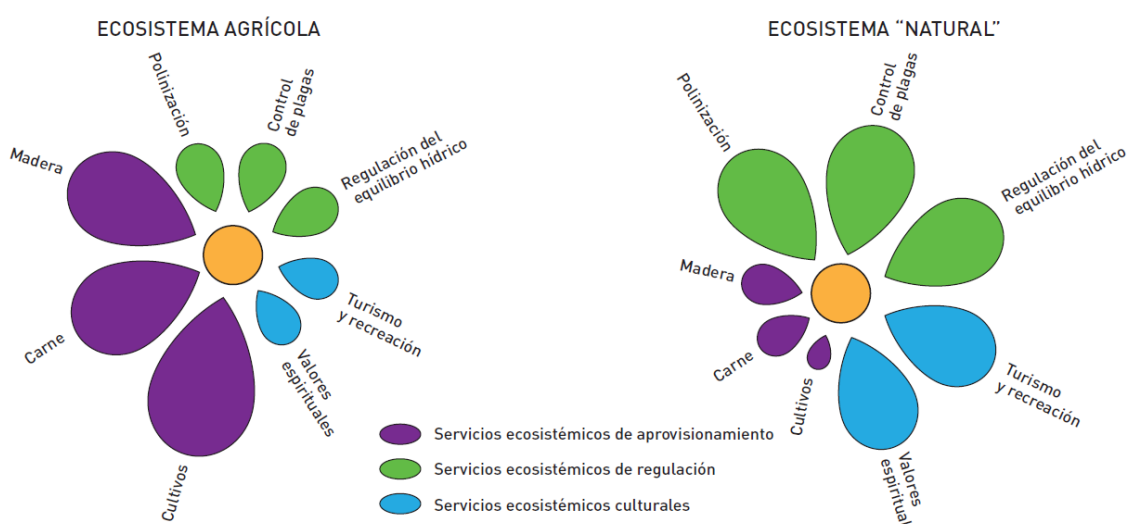 ECOSISTEMA AGRÍCOLA
Polinización
Control
de plagas
Madera
Regulación del
equilibrio hídrico
Carne
Turismo
y recreación
Valores
espirituales
Cultivos
ECOSISTEMA “NATURAL”
Polinización
Control
de plagas
Regulación del
equilibrio hídrico
Madera
Carne
Cultivos
Turismo
y recreación
Valores
Servicios ecosistémicos de aprovisionamiento
Servicios ecosistémicos de regulación
Servicios ecosistémicos culturales